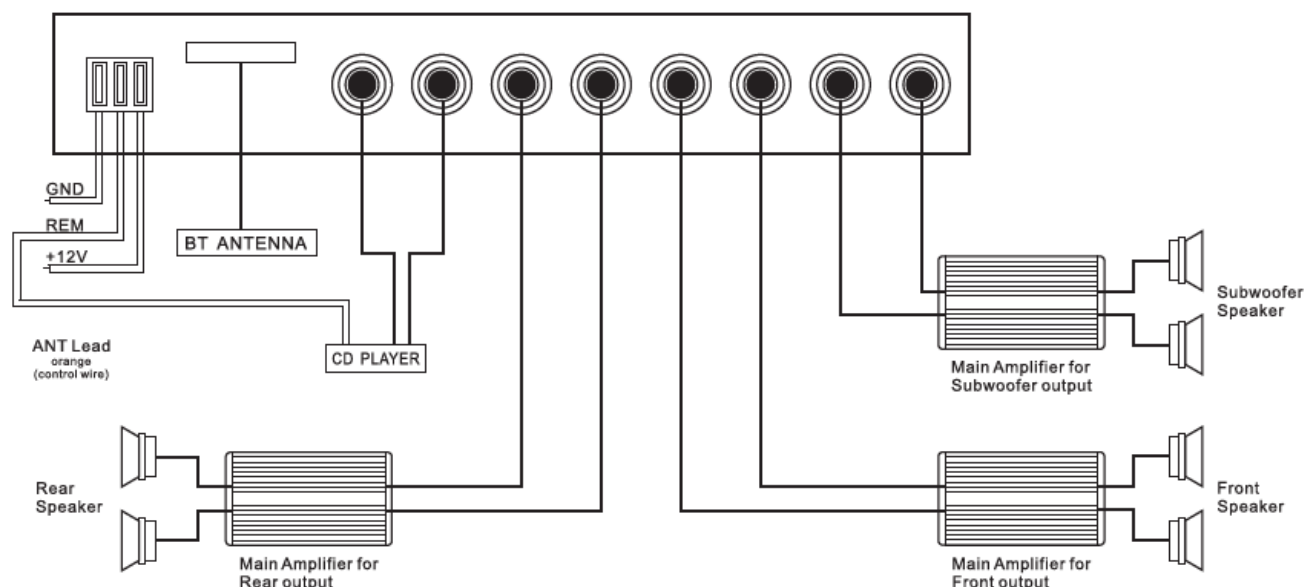 GND
REM
+12V
BT ANTENNA
ANT Lead
orange
(control wire)
CD PLAYER
Subwoofer
Speaker
Main Amplifier for
Subwoofer output
Rear
Speaker
Main Amplifier for
Rear output
Front
Speaker
Main Amplifier for
Front output